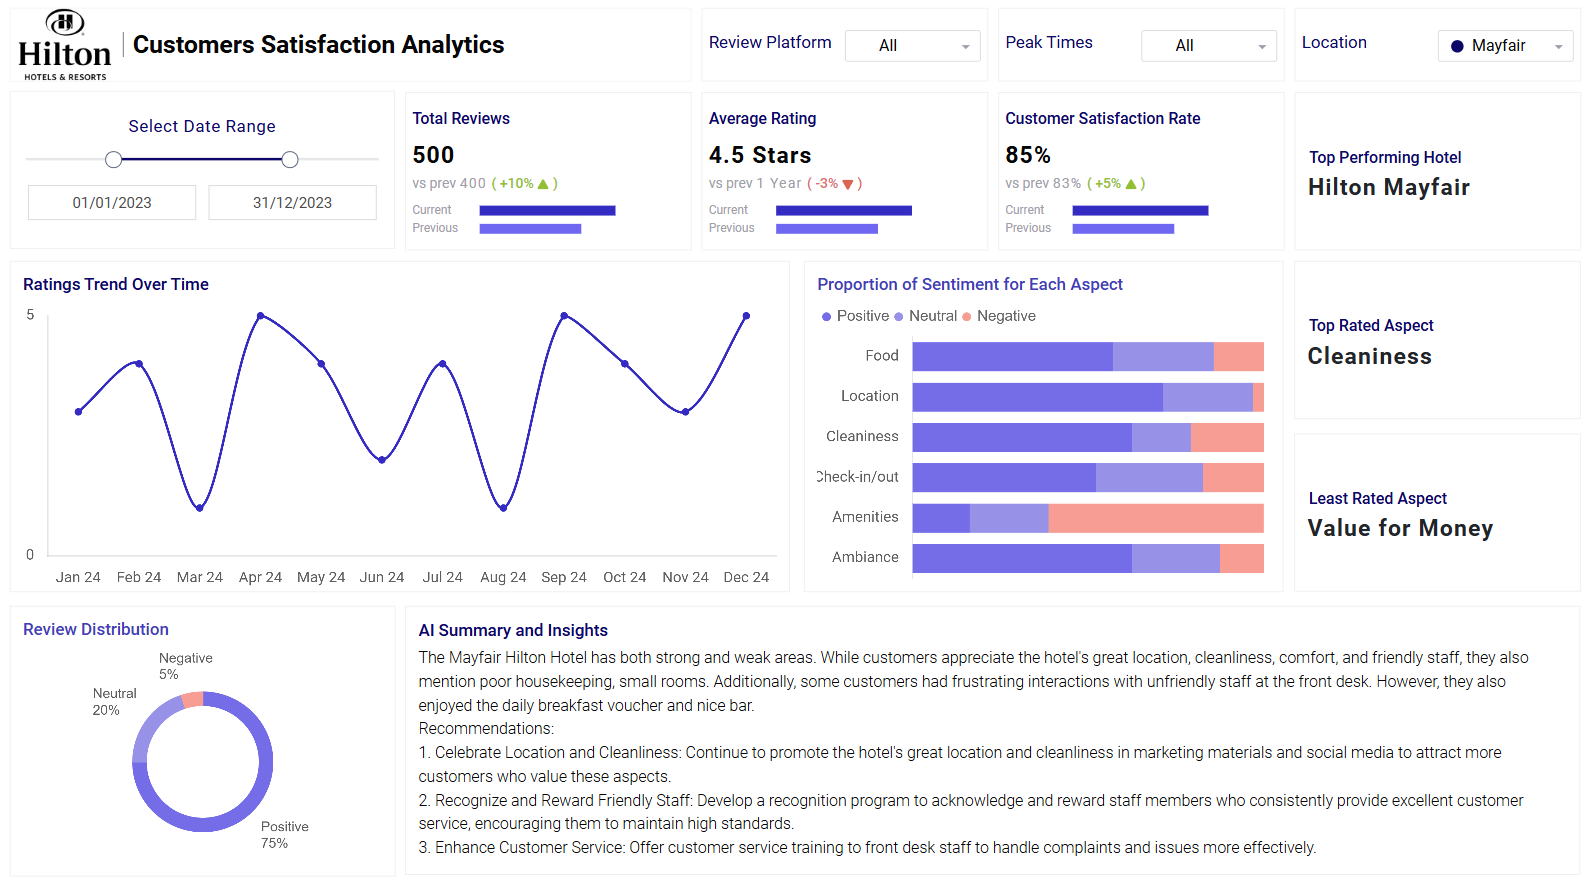 Hilton
HOTELS & RESORTS
Customers Satisfaction Analytics
Review Platform
All
Peak Times
All
Location
Mayfair
Select Date Range
01/01/2023
31/12/2023
Total Reviews
500
vs prev 400 ( +10% ▲ )
Current
Previous
Average Rating
4.5 Stars
vs prev 1 Year ( -3% ▼ )
Current
Previous
Customer Satisfaction Rate
85%
vs prev 83% ( +5% ▲ )
Current
Previous
Top Performing Hotel
Hilton Mayfair
Ratings Trend Over Time
5
0
Jan 24 Feb 24 Mar 24 Apr 24 May 24 Jun 24 Jul 24 Aug 24 Sep 24 Oct 24 Nov 24 Dec 24
Proportion of Sentiment for Each Aspect
Positive Neutral Negative
Food
Location
Cleaniness
Check-in/out
Amenities
Ambiance
Top Rated Aspect
Cleaniness
Least Rated Aspect
Value for Money
Review Distribution
Negative
5%
Neutral
20%
Positive
75%
AI Summary and Insights
The Mayfair Hilton Hotel has both strong and weak areas. While customers appreciate the hotel's great location, cleanliness, comfort, and friendly staff, they also
mention poor housekeeping, small rooms. Additionally, some customers had frustrating interactions with unfriendly staff at the front desk. However, they also
enjoyed the daily breakfast voucher and nice bar.
Recommendations:
1. Celebrate Location and Cleanliness: Continue to promote the hotel's great location and cleanliness in marketing materials and social media to attract more
customers who value these aspects.
2. Recognize and Reward Friendly Staff: Develop a recognition program to acknowledge and reward staff members who consistently provide excellent customer
service, encouraging them to maintain high standards.
3. Enhance Customer Service: Offer customer service training to front desk staff to handle complaints and issues more effectively.